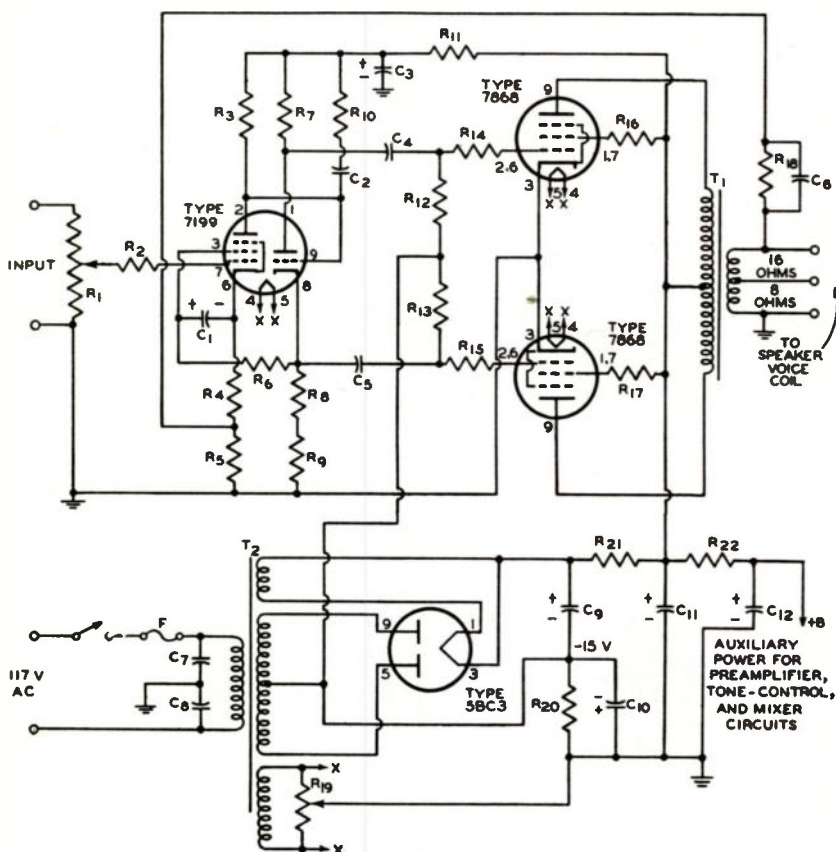 R11
C3
+
-
TYPE
7868
9
R3
R7
R10
C4
R14
R16
2,6
1,7
3
5
4
X X
C2
R18
C6
T1
TYPE
7199
2
1
R12
INPUT
R1
R2
3
7
9
6
4
5
8
X X
16
OHMS
8
OHMS
+
-
C1
R13
X X
5
4
3
TYPE
7868
TO
SPEAKER
VOICE
COIL
R6
C5
R15
2,6
1,7
R17
R4
R8
9
R5
R9
T2
R21
R22
+
-
C9
+
-
C11
+
-
C12
+B
F
9
1
117 V
AC
C7
5
3
-15 V
AUXILIARY
POWER FOR
PREAMPLIFIER,
TONE-CONTROL,
AND MIXER
CIRCUITS
C8
TYPE
5BC3
R20
-
+
C10
X
R19
X